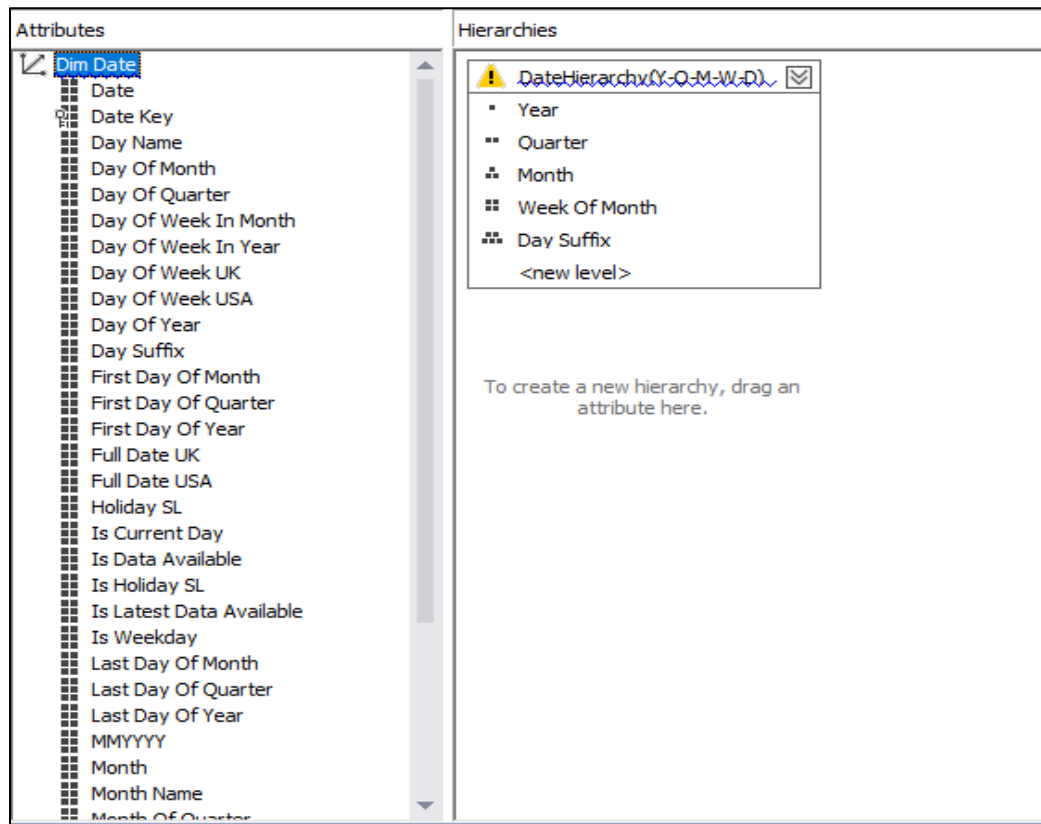 Attributes
Dim Date
Date
Date Key
Day Name
Day Of Month
Day Of Quarter
Day Of Week In Month
Day Of Week In Year
Day Of Week UK
Day Of Week USA
Day Of Year
Day Suffix
First Day Of Month
First Day Of Quarter
First Day Of Year
Full Date UK
Full Date USA
Holiday SL
Is Current Day
Is Data Available
Is Holiday SL
Is Latest Data Available
Is Weekday
Last Day Of Month
Last Day Of Quarter
Last Day Of Year
MMYYYY
Month
Month Name
Month Of Quarter
Hierarchies
DateHierarchy(Y-Q-M-W-D)
Year
Quarter
Month
Week Of Month
Day Suffix
<new level>
To create a new hierarchy, drag an
attribute here.